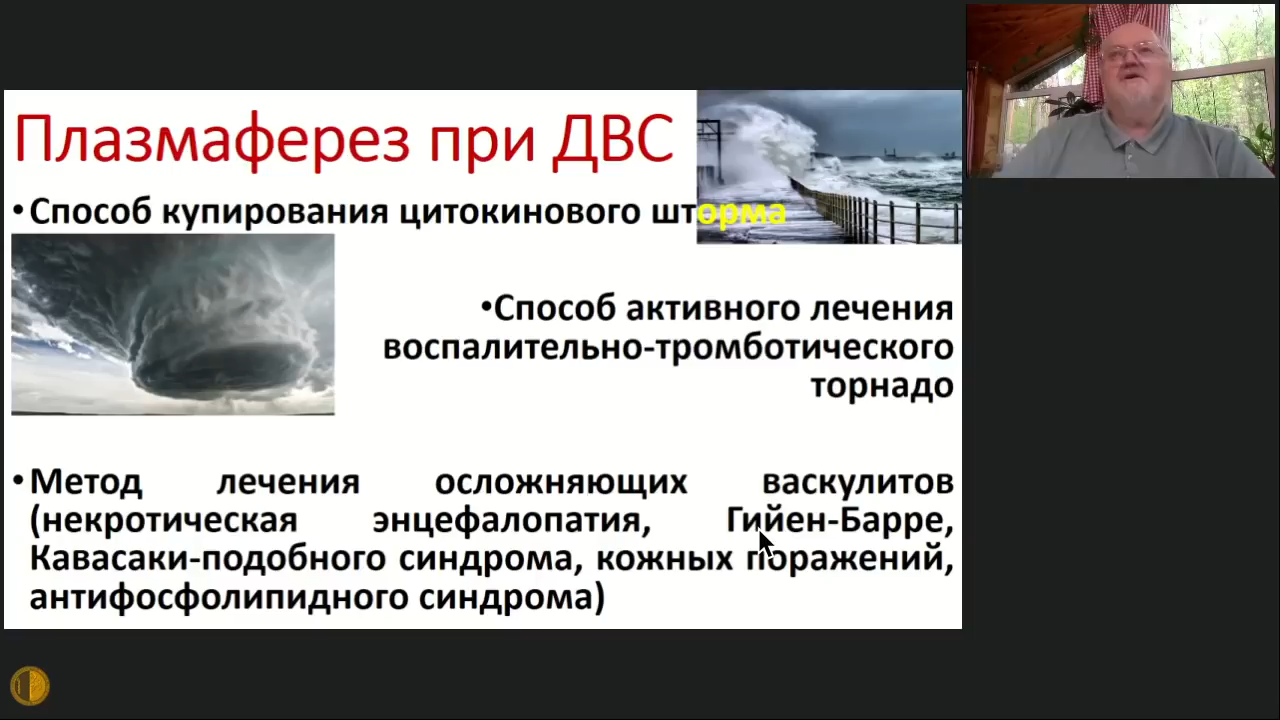 Плазмаферез при ДВС
•Способ купирования цитокинового шторма
•Способ активного лечения
воспалительно-тромботического
торнадо
•Метод лечения осложняющих васкулитов
(некротическая энцефалопатия, Гийен-Барре,
Кавасаки-подобного синдрома, кожных поражений,
антифосфолипидного синдрома)